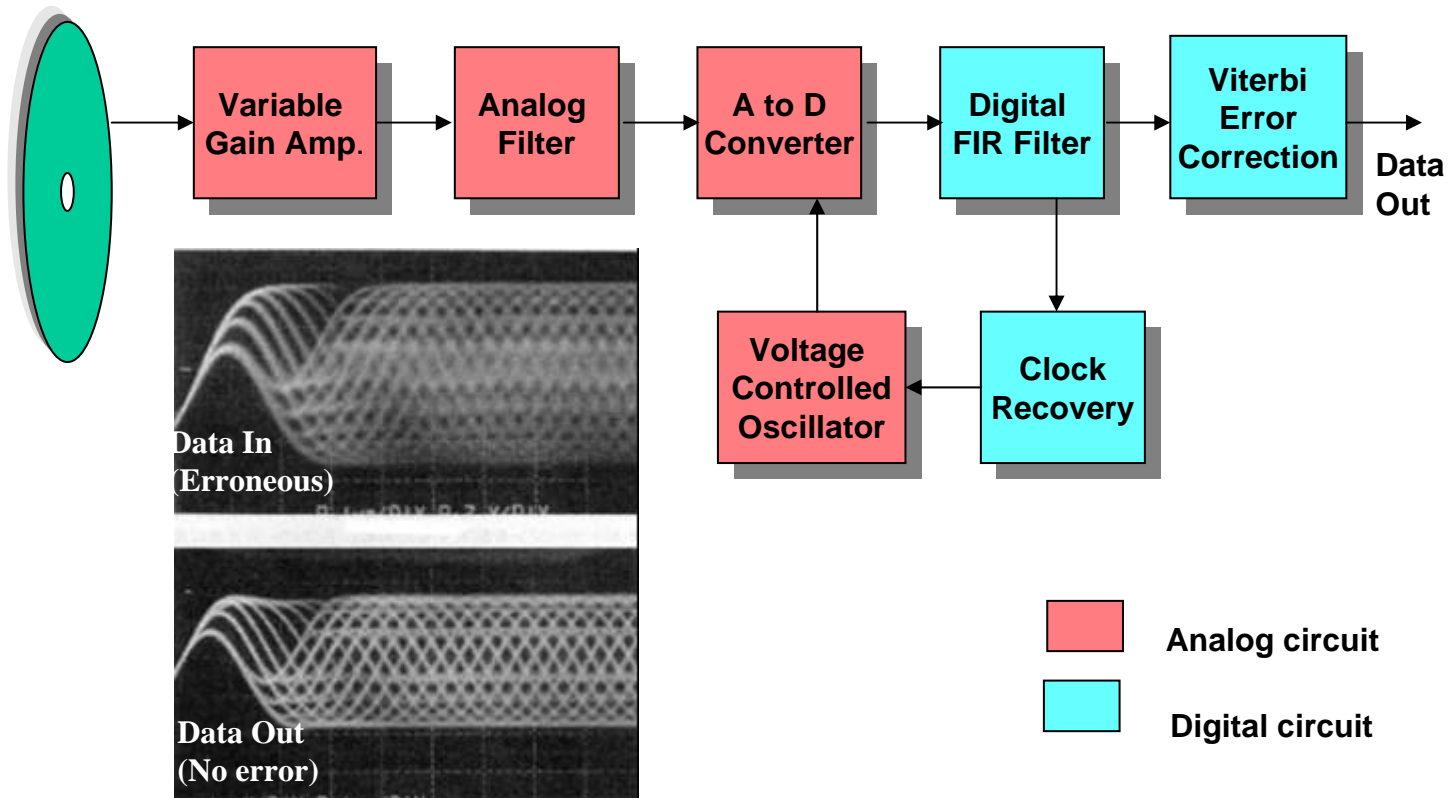 Variable
Gain Amp.
Analog
Filter
A to D
Converter
Digital
FIR Filter
Viterbi
Error
Correction
Data
Out
Voltage
Controlled
Oscillator
Clock
Recovery
Data In
(Erroneous)
Data Out
(No error)
Analog circuit
Digital circuit